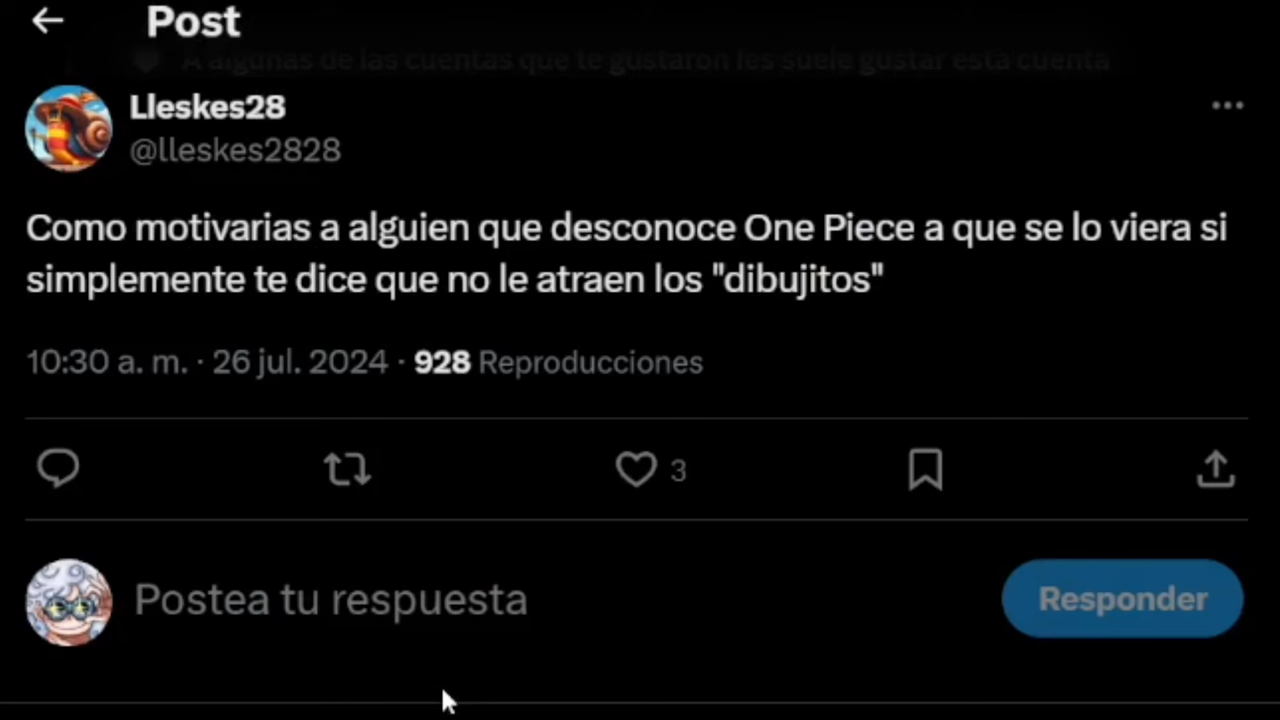 Post
A algunas de las cuentas que te gustaron les suele gustar esta cuenta
Lleskes28
@lleskes2828
Como motivarias a alguien que desconoce One Piece a que se lo viera si
simplemente te dice que no le atraen los "dibujitos"
10:30 a. m. · 26 jul. 2024 · 928 Reproducciones
3
Postea tu respuesta
Responder